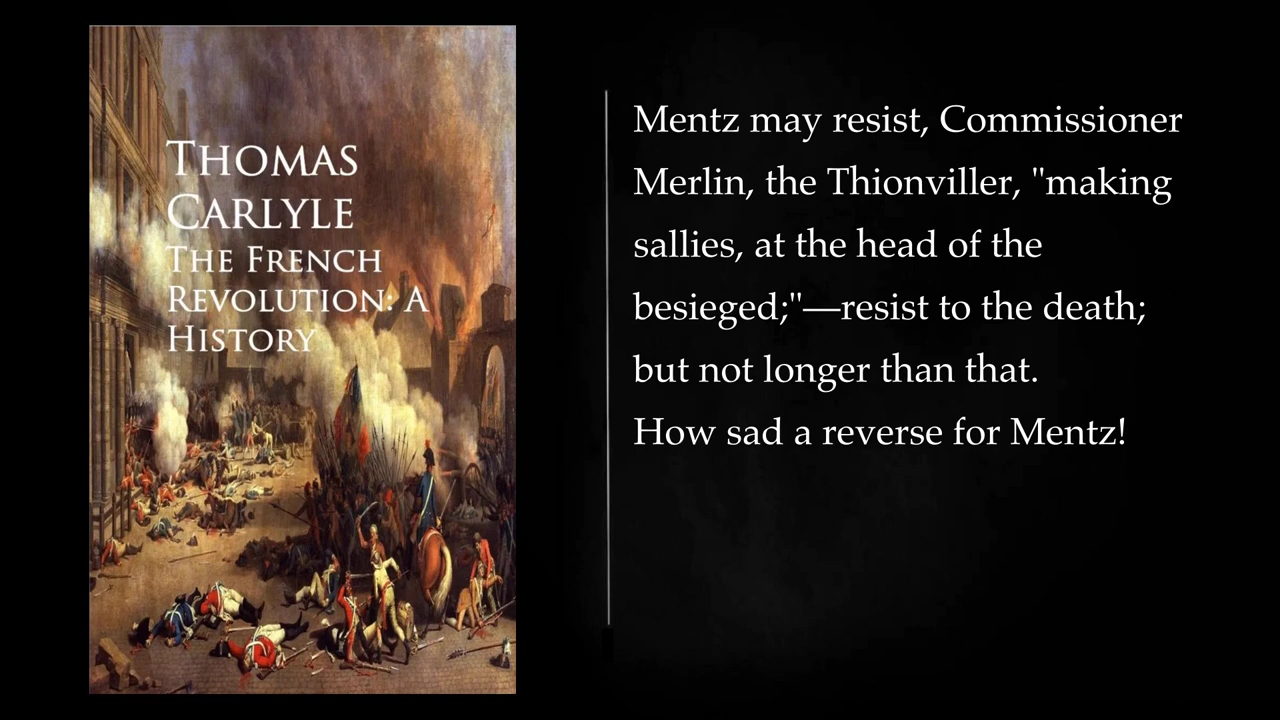 THOMAS
CARLYLE
THE FRENCH
REVOLUTION: A
HISTORY
Mentz may resist, Commissioner
Merlin, the Thionviller, "making
sallies, at the head of the
besieged;"—resist to the death;
but not longer than that.
How sad a reverse for Mentz!